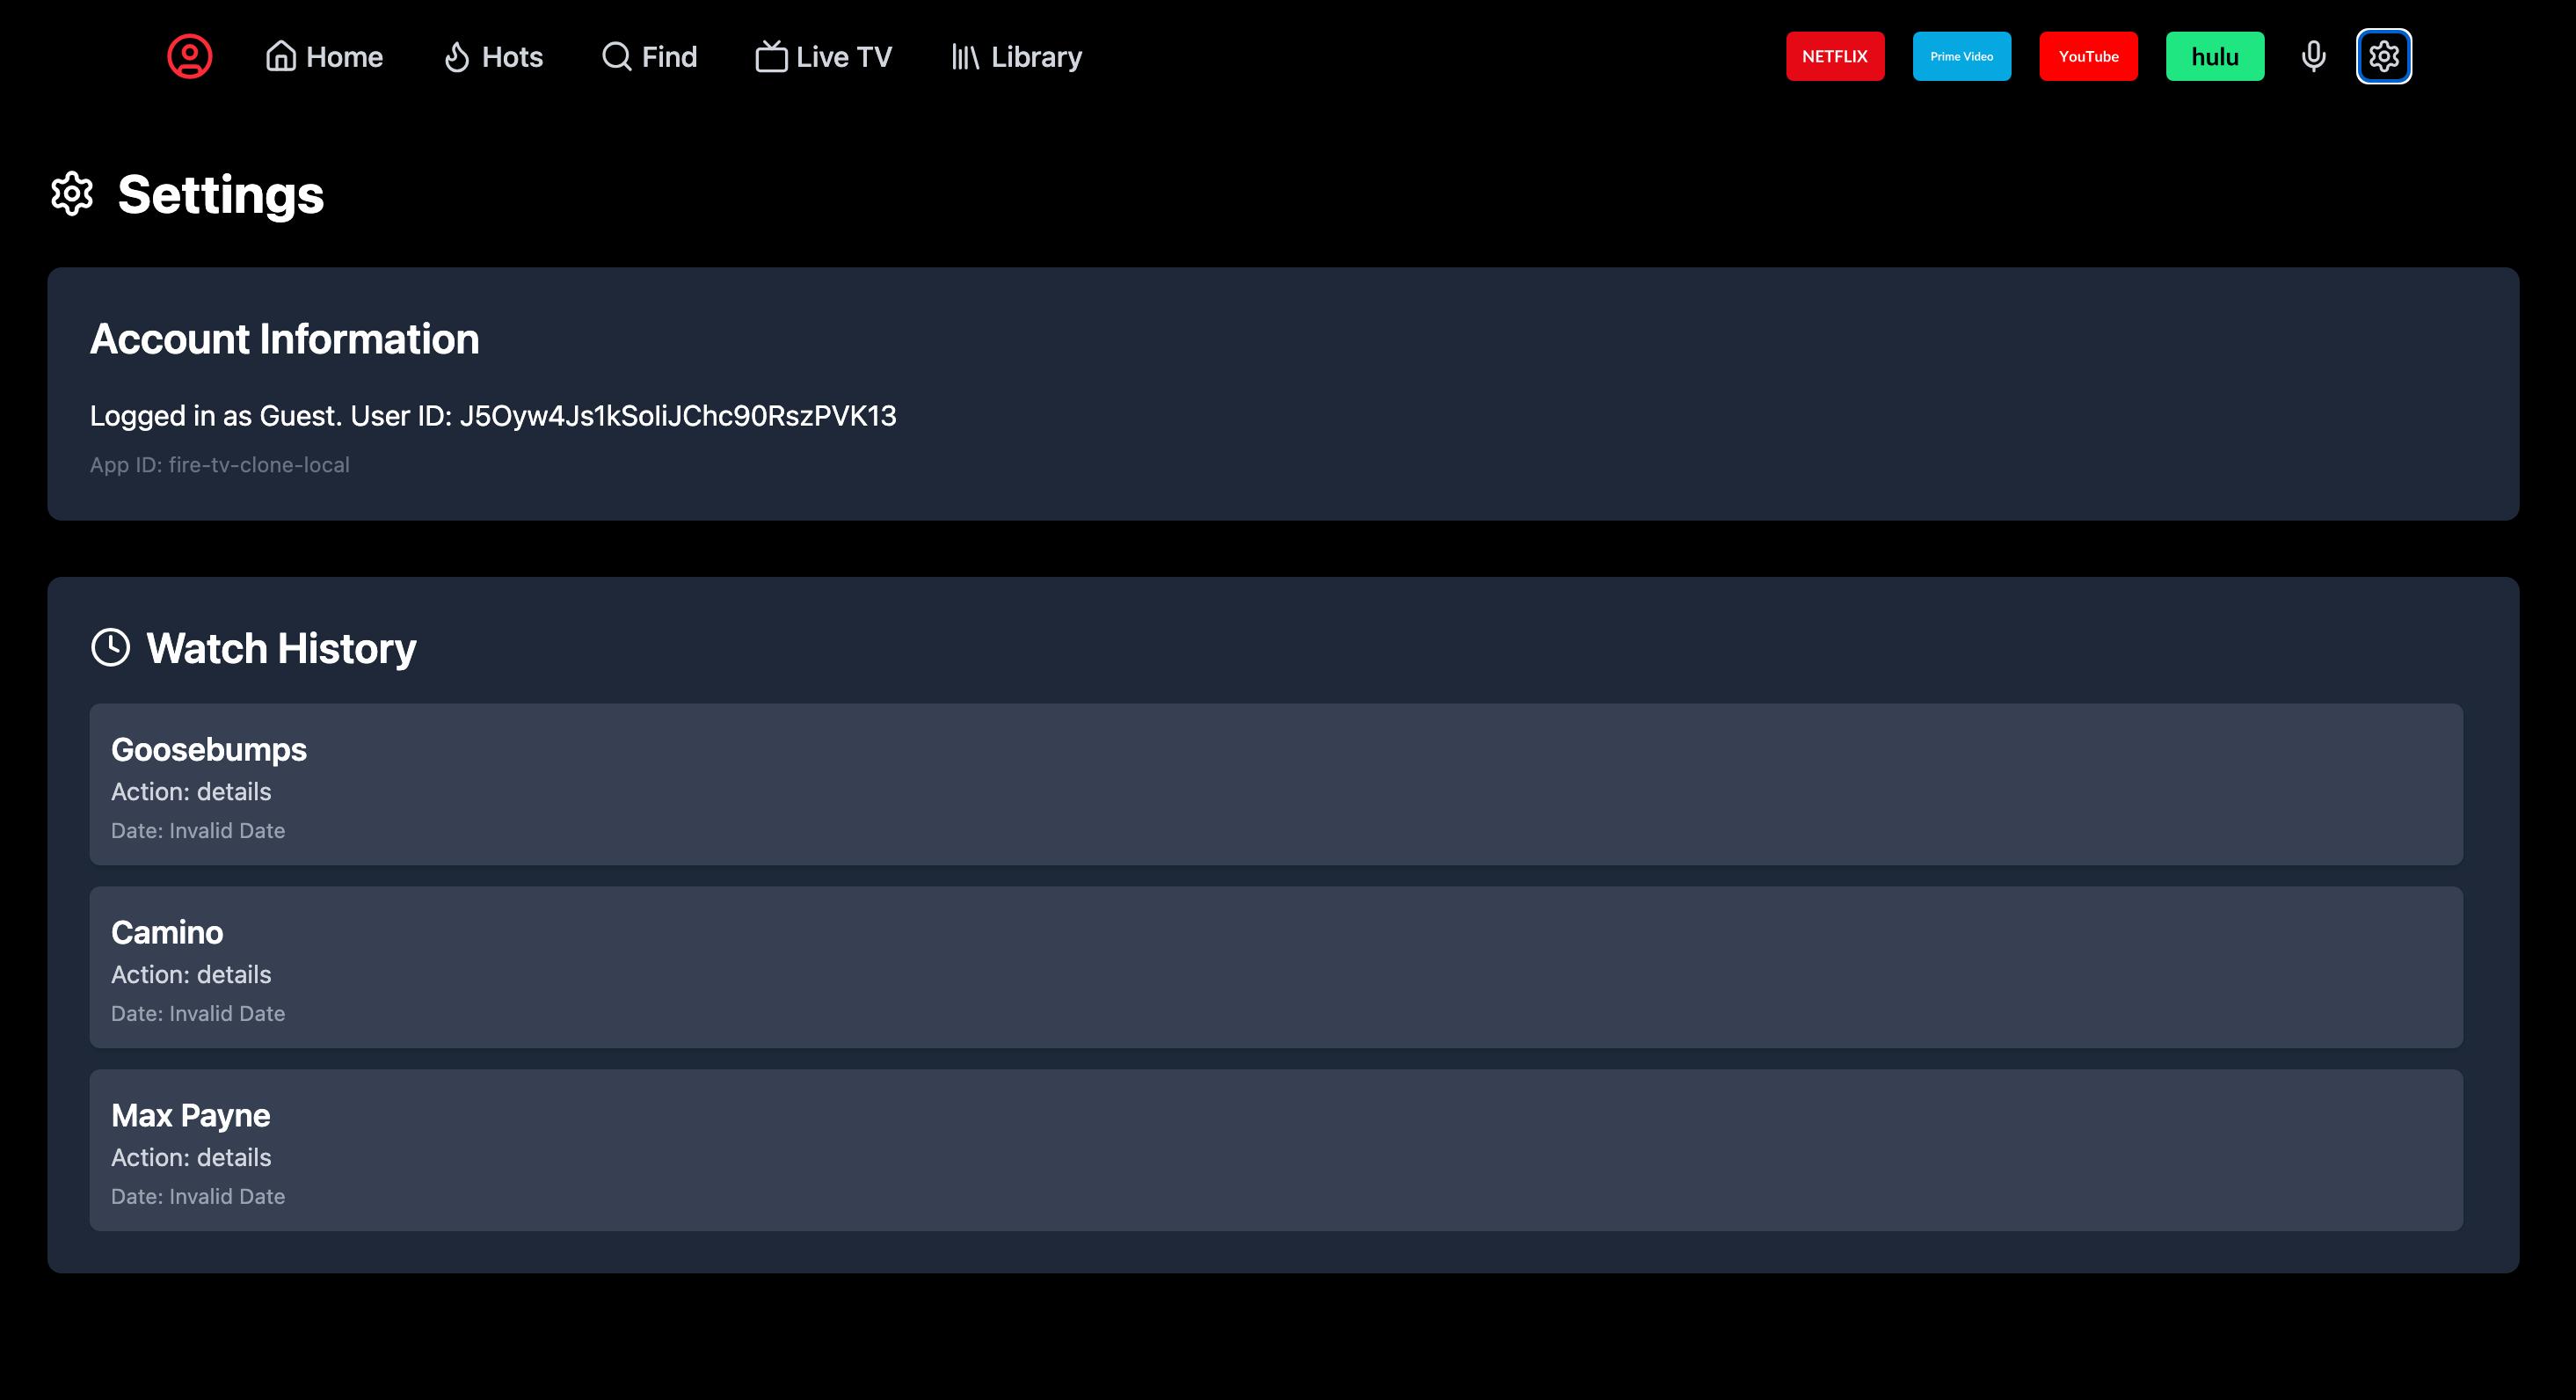 Home Hots Find Live TV Library NETFLIX Prime Video YouTube hulu
Settings
Account Information
Logged in as Guest. User ID: J5Oyw4Js1kSoIiJChc90RszPVK13
App ID: fire-tv-clone-local
Watch History
Goosebumps
Action: details
Date: Invalid Date
Camino
Action: details
Date: Invalid Date
Max Payne
Action: details
Date: Invalid Date